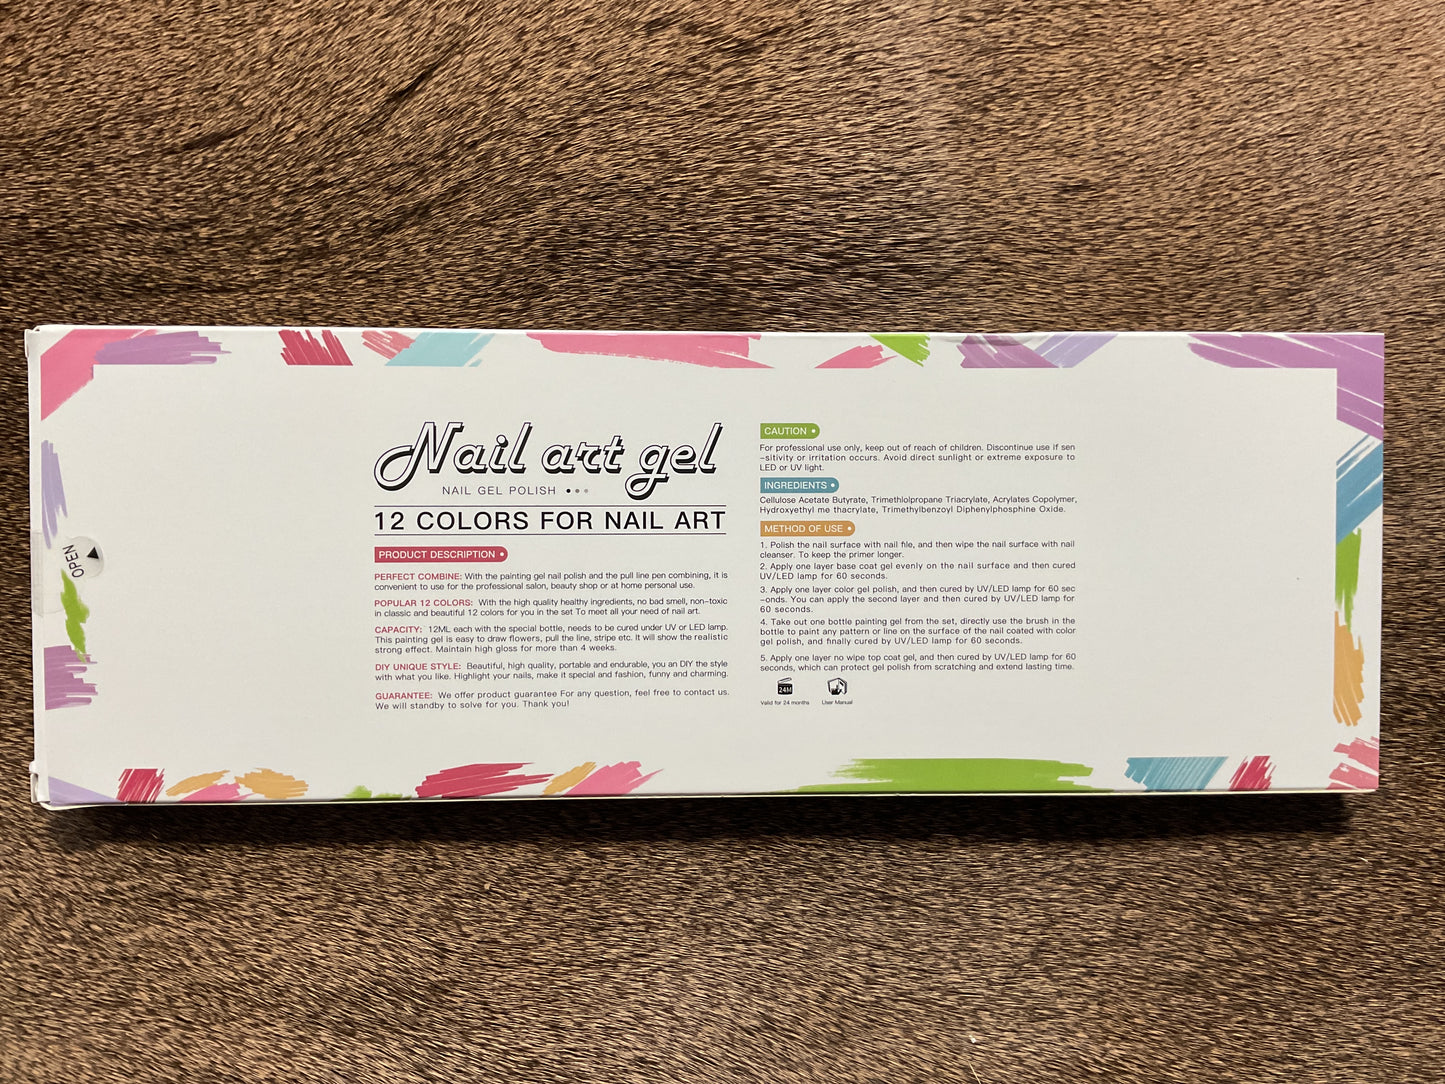 OPEN
Nail art gel
NAIL GEL POLISH
12 COLORS FOR NAIL ART
PRODUCT DESCRIPTION
PERFECT COMBINE: With the painting gel nail polish and the pull line pen combining, it is
convenient to use for the professional salon, beauty shop or at home personal use.
POPULAR 12 COLORS: With the high quality healthy ingredients, no bad smell, non-toxic
in classic and beautiful 12 colors for you in the set To meet all your need of nail art.
CAPACITY: 12ML each with the special bottle, needs to be cured under UV or LED lamp.
This painting gel is easy to draw flowers, pull the line, stripe etc. It will show the realistic
strong effect. Maintain high gloss for more than 4 weeks.
DIY UNIQUE STYLE: Beautiful, high quality, portable and endurable, you an DIY the style
with what you like. Highlight your nails, make it special and fashion, funny and charming.
GUARANTEE: We offer product guarantee For any question, feel free to contact us.
We will standby to solve for you. Thank you!
CAUTION
For professional use only, keep out of reach of children. Discontinue use if sen
-sitivity or irritation occurs. Avoid direct sunlight or extreme exposure to
LED or UV light.
INGREDIENTS
Cellulose Acetate Butyrate, Trimethlolpropane Triacrylate, Acrylates Copolymer,
Hydroxyethyl me thacrylate, Trimethylbenzoyl Diphenylphosphine Oxide.
METHOD OF USE
1. Polish the nail surface with nail file, and then wipe the nail surface with nail
cleanser. To keep the primer longer.
2. Apply one layer base coat gel evenly on the nail surface and then cured
UV/LED lamp for 60 seconds.
3. Apply one layer color gel polish, and then cured by UV/LED lamp for 60 sec
-onds. You can apply the second layer and then cured by UV/LED lamp for
60 seconds.
4. Take out one bottle painting gel from the set, directly use the brush in the
bottle to paint any pattern or line on the surface of the nail coated with color
gel polish, and finally cured by UV/LED lamp for 60 seconds.
5. Apply one layer no wipe top coat gel, and then cured by UV/LED lamp for 60
seconds, which can protect gel polish from scratching and extend lasting time.
24M
Valid for 24 months
User Manual